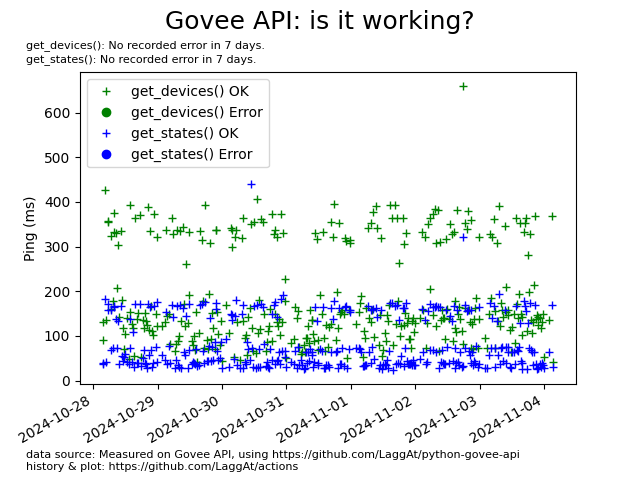 Govee API: is it working?
get_devices(): No recorded error in 7 days.
get_states(): No recorded error in 7 days.
get_devices() OK
get_devices() Error
get_states() OK
get_states() Error
Ping (ms)
600
500
400
300
200
100
0
2024-10-28
2024-10-29
2024-10-30
2024-10-31
2024-11-01
2024-11-02
2024-11-03
2024-11-04
data source: Measured on Govee API, using https://github.com/LaggAt/python-govee-api
history & plot: https://github.com/LaggAt/actions